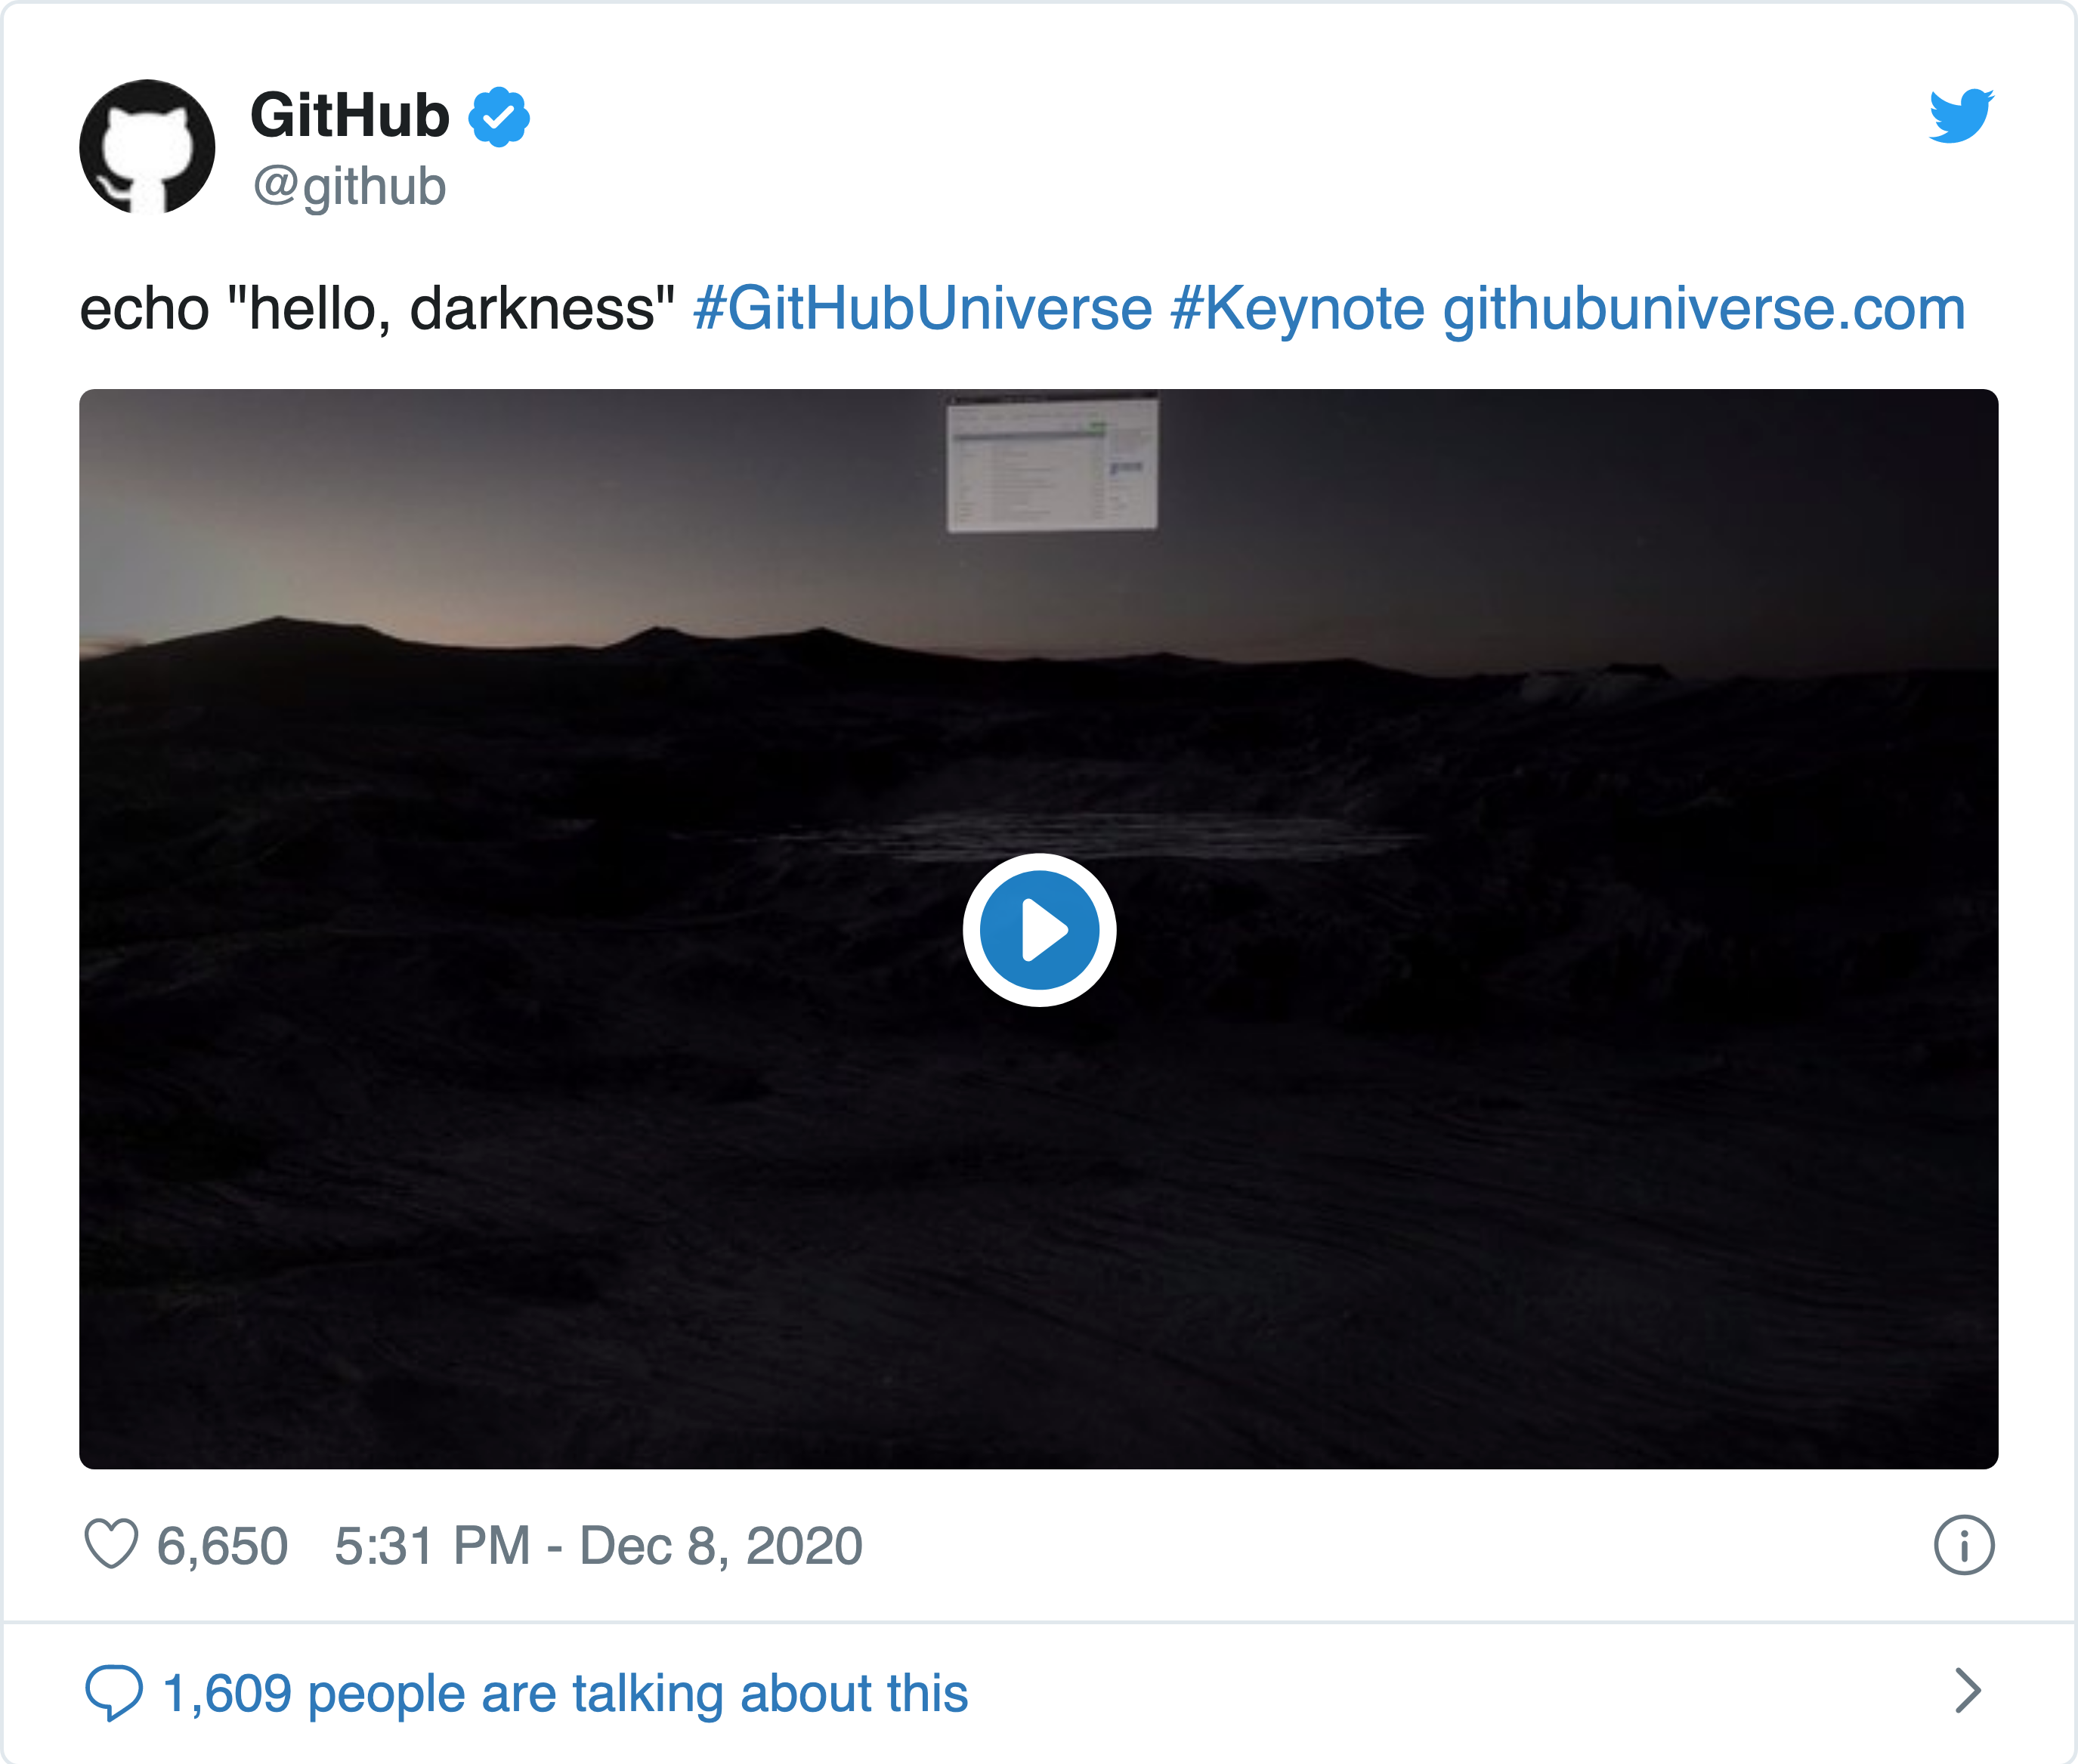 GitHub
@github
echo "hello, darkness" #GitHubUniverse #Keynote githubuniverse.com
6,650 5:31 PM - Dec 8, 2020
1,609 people are talking about this